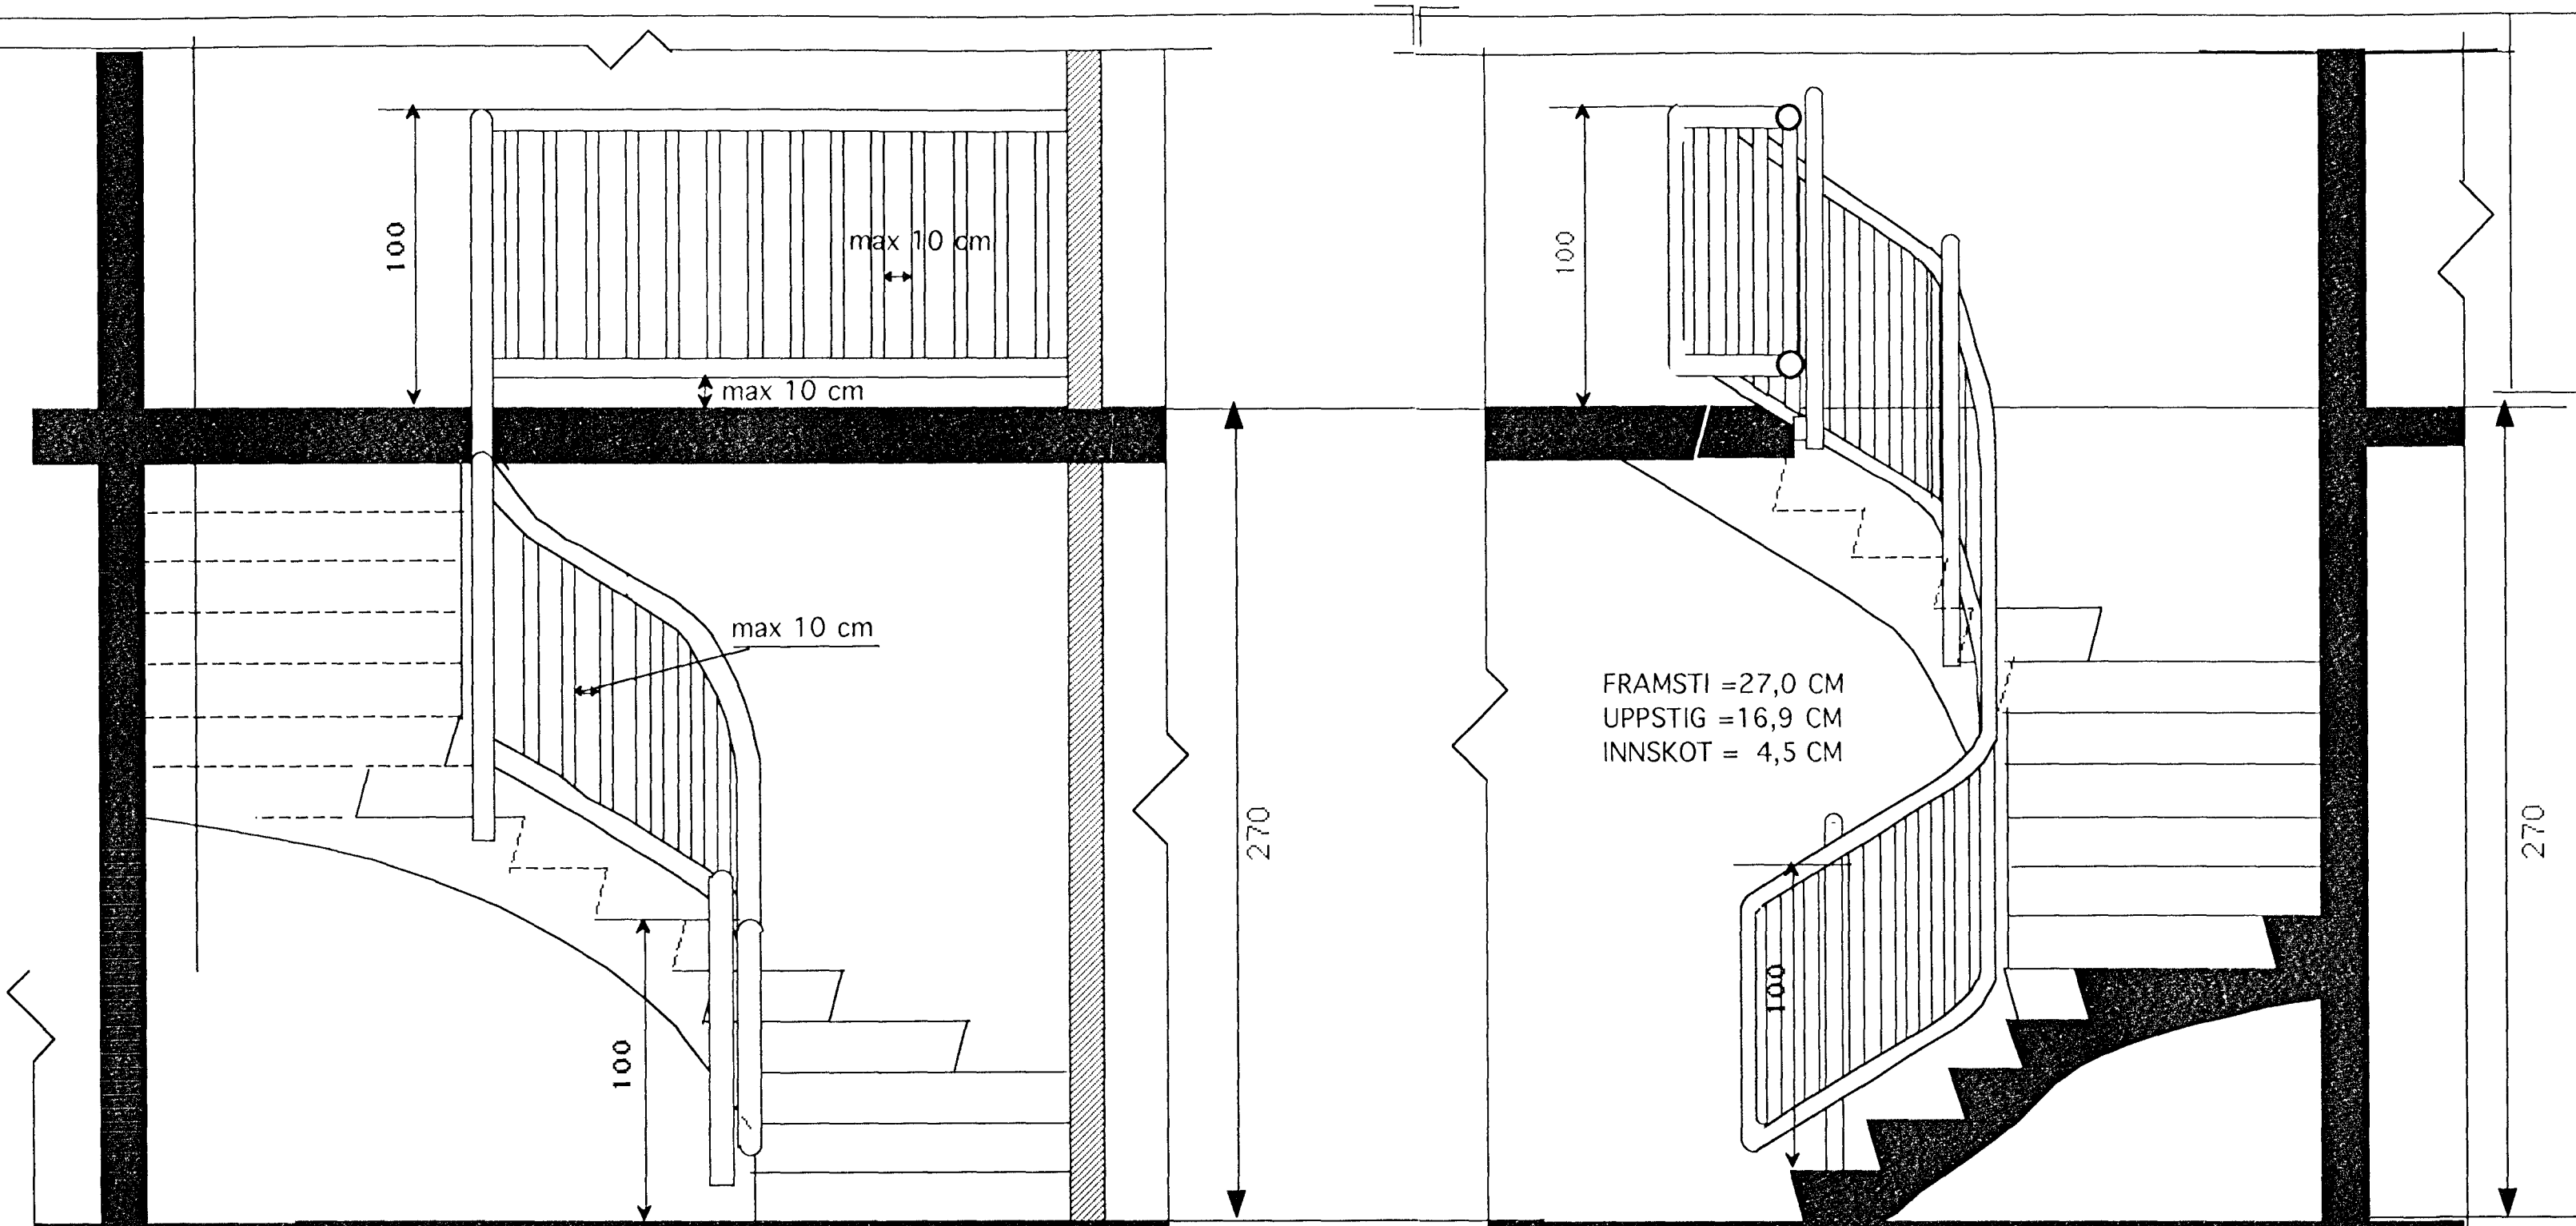 100
max 10 cm
max 10 cm
max 10 cm
100
270
100
FRAMSTI =27,0 CM
UPPSTIG =16,9 CM
INNSKOT = 4,5 CM
100
270